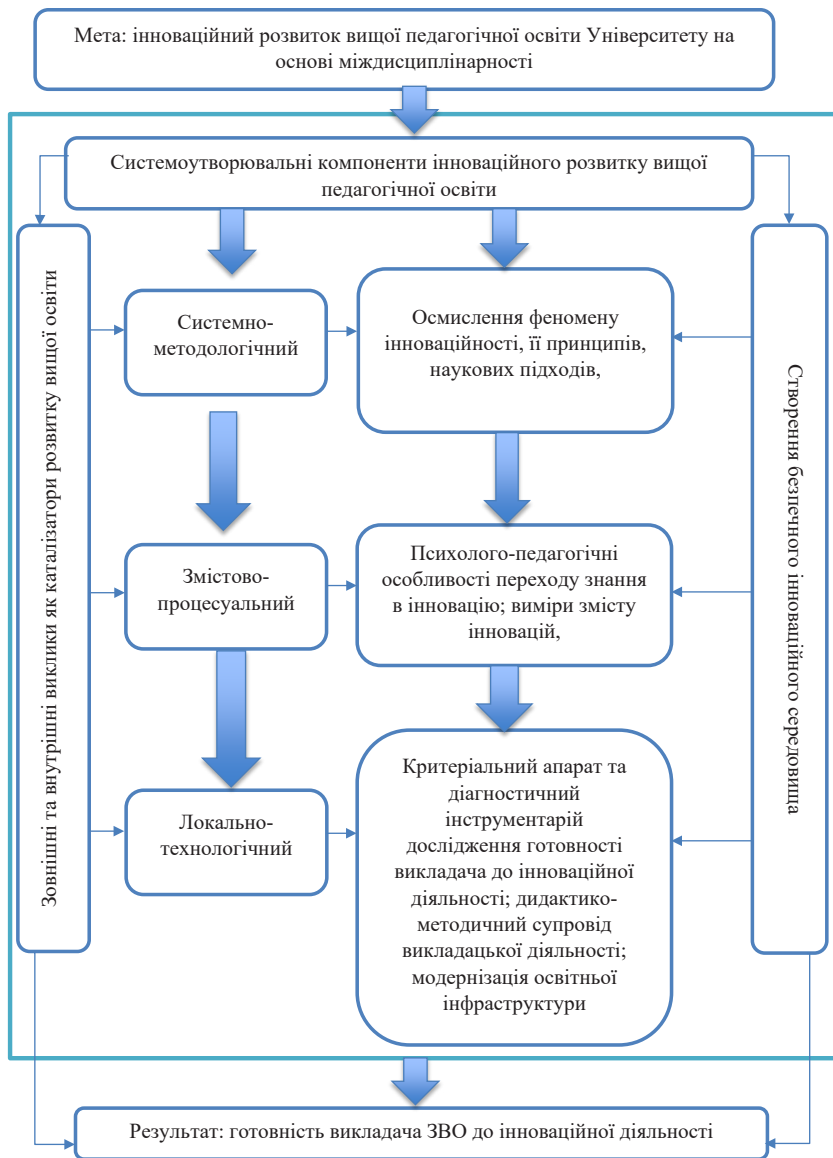 Мета: інноваційний розвиток вищої педагогічної освіти Університету на
основі міждисциплінарності
Системоутворювальні компоненти інноваційного розвитку вищої
педагогічної освіти
Зовнішні та внутрішні виклики як каталізатори розвитку вищої освіти
Системно-
методологічний
Осмислення феномену
інноваційності, її принципів,
наукових підходів,
Створення безпечного інноваційного середовища
Змістово-
процесуальний
Психолого-педагогічні
особливості переходу знання
в інновацію; виміри змісту
інновацій,
Локально-
технологічний
Критеріальний апарат та
діагностичний
інструментарій
дослідження готовності
викладача до інноваційної
діяльності; дидактико-
методичний супровід
викладацької діяльності;
модернізація освітньої
інфраструктури
Результат: готовність викладача ЗВО до інноваційної діяльності